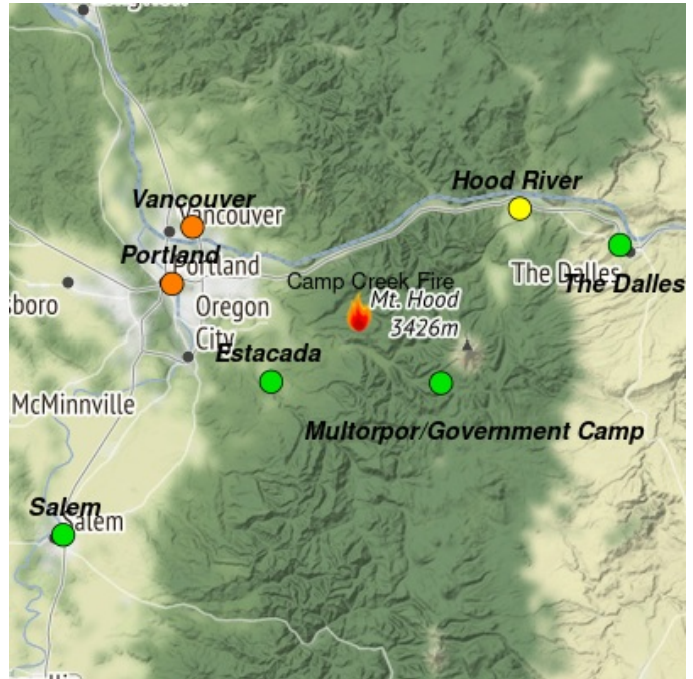 Hood River
Vancouver
Vancouver
Portland
Portland
The Dalles
The Dalles
Camp Creek Fire
Mt. Hood
3426m
sboro
Oregon
City
Estacada
McMinnville
Multorpor/Government Camp
Salem
Salem